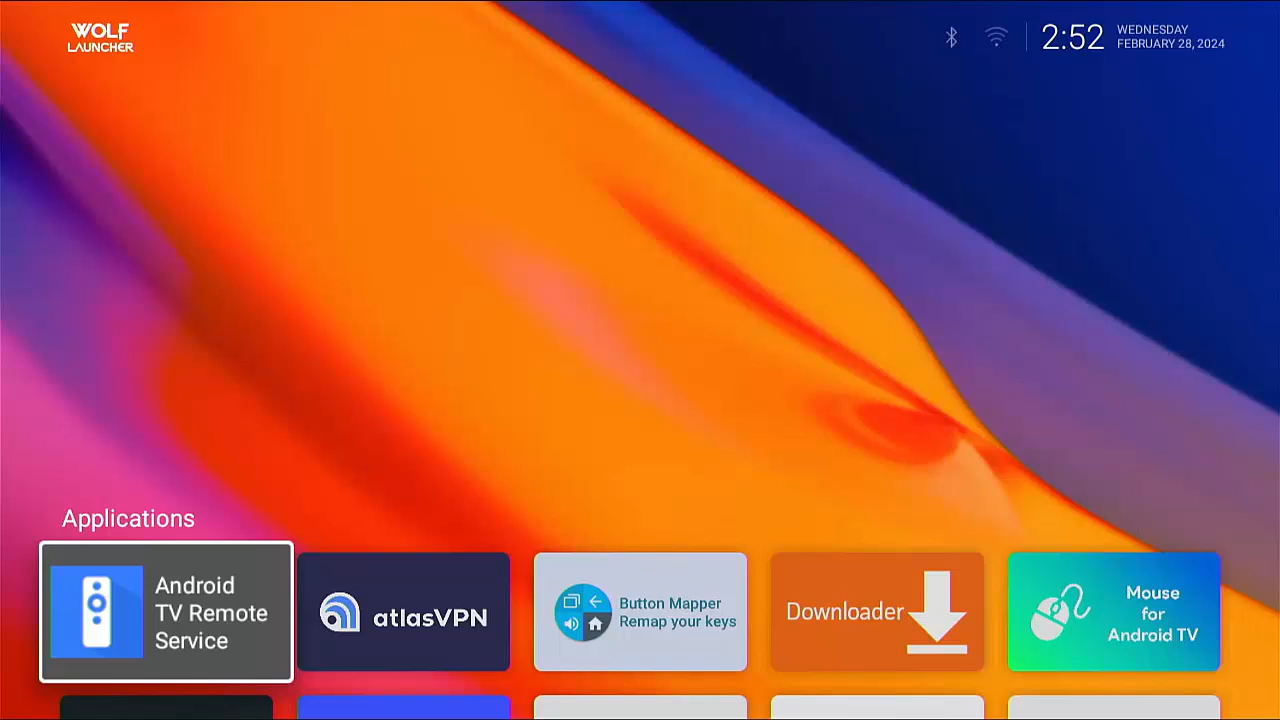 WOLF
LAUNCHER
2:52
WEDNESDAY
FEBRUARY 28, 2024
Applications
Android
TV Remote
Service
atlasVPN
Button Mapper
Remap your keys
Downloader
Mouse
for
Android TV